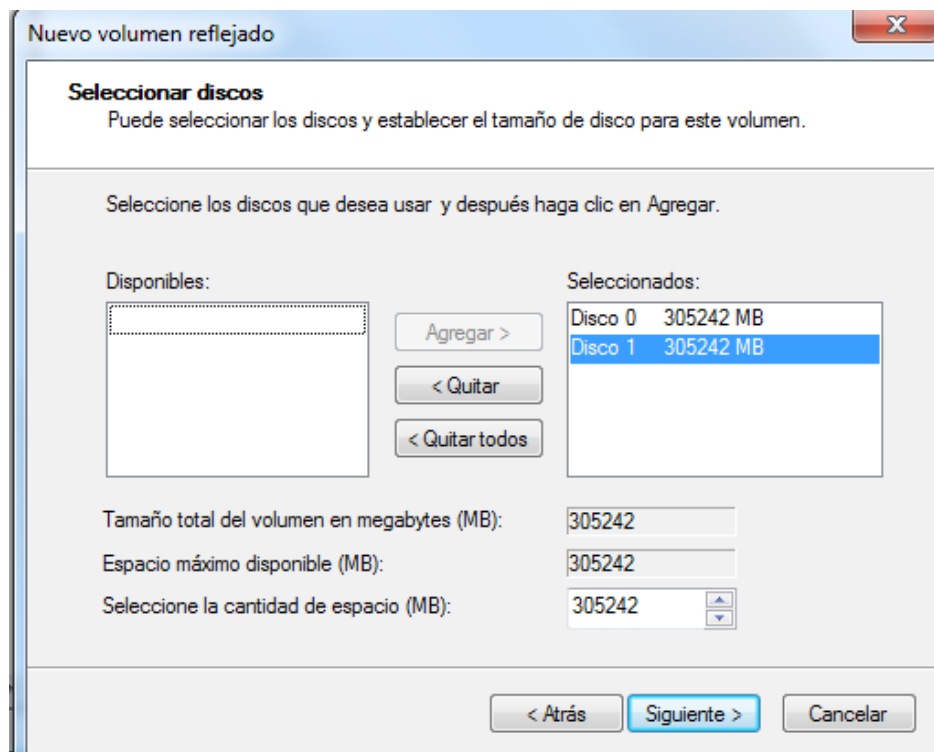 Nuevo volumen reflejado
Seleccionar discos
Puede seleccionar los discos y establecer el tamaño de disco para este volumen.
Seleccione los discos que desea usar y después haga clic en Agregar.
Disponibles:
Seleccionados:
Agregar >
< Quitar
< Quitar todos
Disco 0 305242 MB
Disco 1 305242 MB
Tamaño total del volumen en megabytes (MB): 305242
Espacio máximo disponible (MB): 305242
Seleccione la cantidad de espacio (MB): 305242
< Atrás Siguiente > Cancelar